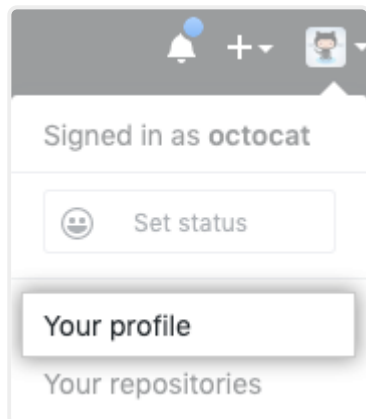 Signed in as octocat
Set status
Your profile
Your repositories